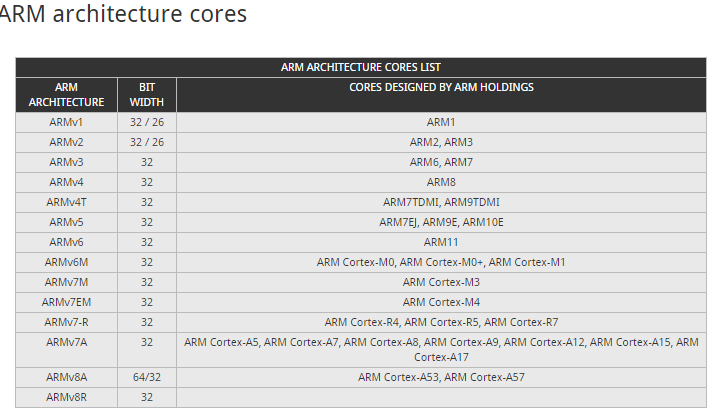 ARM architecture cores
ARM ARCHITECTURE CORES LIST
ARM ARCHITECTURE BIT WIDTH CORES DESIGNED BY ARM HOLDINGS
ARMv1 32 / 26 ARM1
ARMv2 32 / 26 ARM2, ARM3
ARMv3 32 ARM6, ARM7
ARMv4 32 ARM8
ARMv4T 32 ARM7TDMI, ARM9TDMI
ARMv5 32 ARM7EJ, ARM9E, ARM10E
ARMv6 32 ARM11
ARMv6M 32 ARM Cortex-M0, ARM Cortex-M0+, ARM Cortex-M1
ARMv7M 32 ARM Cortex-M3
ARMv7EM 32 ARM Cortex-M4
ARMv7-R 32 ARM Cortex-R4, ARM Cortex-R5, ARM Cortex-R7
ARMv7A 32 ARM Cortex-A5, ARM Cortex-A7, ARM Cortex-A8, ARM Cortex-A9, ARM Cortex-A12, ARM Cortex-A15, ARM
Cortex-A17
ARMv8A 64/32 ARM Cortex-A53, ARM Cortex-A57
ARMv8R 32